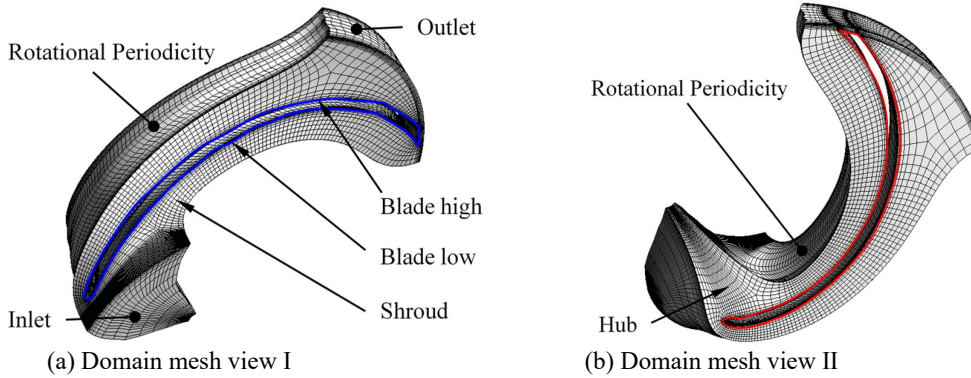 Outlet
Rotational Periodicity
Blade high
Blade low
Shroud
Inlet
(a) Domain mesh view I
Rotational Periodicity
Hub
(b) Domain mesh view II